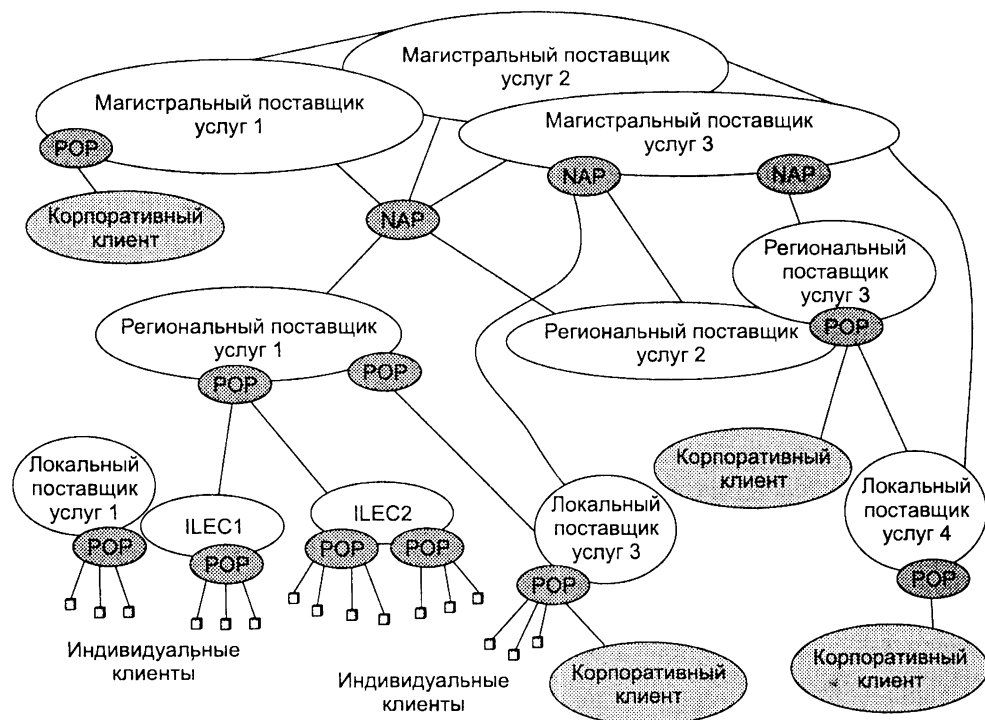 Магистральный поставщик
услуг 2
Магистральный поставщик
услуг 1
Магистральный поставщик
услуг 3
POP
NAP
NAP
Корпоративный
клиент
NAP
Региональный
поставщик
услуг 3
Региональный поставщик
услуг 1
POP
Региональный поставщик
услуг 2
POP
POP
Локальный
поставщик
услуг 1
Корпоративный
клиент
Локальный
поставщик
услуг 3
Локальный
поставщик
услуг 4
ILEC1
ILEC2
POP
POP
POP
POP
POP
POP
Индивидуальные
клиенты
Индивидуальные
клиенты
Корпоративный
клиент
Корпоративный
клиент